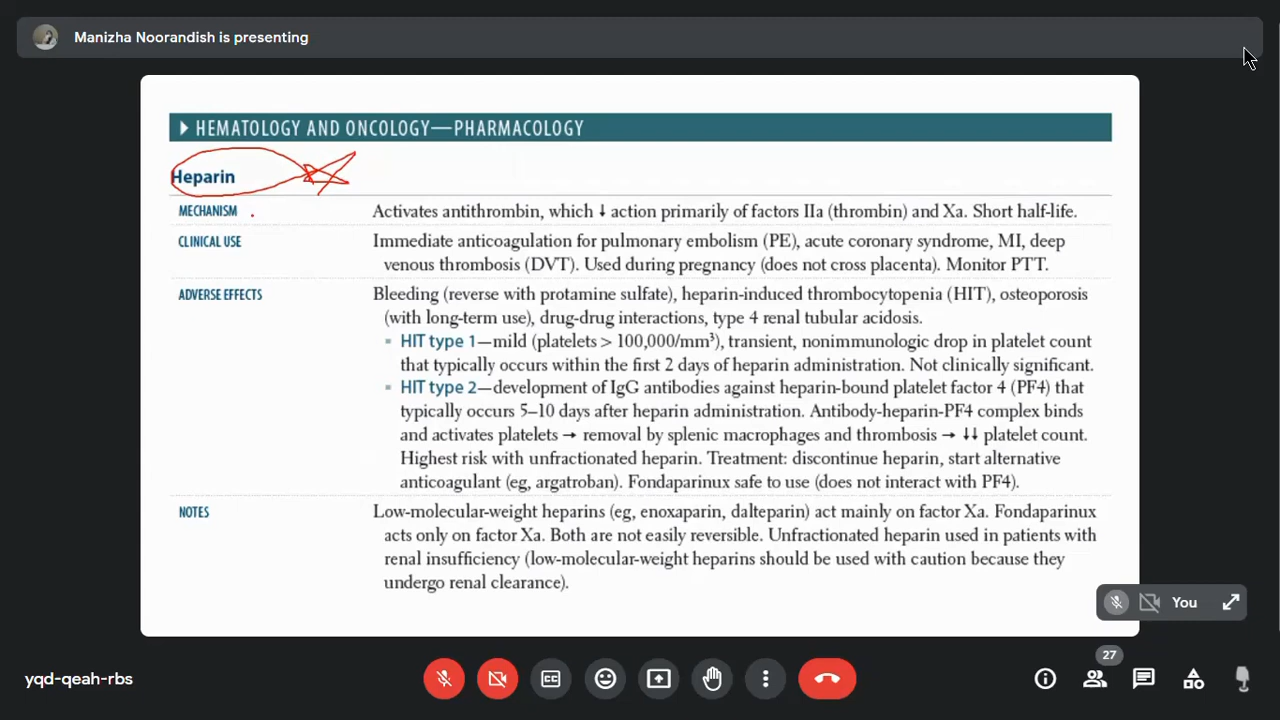 Manizha Noorandish is presenting
HEMATOLOGY AND ONCOLOGY—PHARMACOLOGY
Heparin
MECHANISM
Activates antithrombin, which ↓ action primarily of factors IIa (thrombin) and Xa. Short half-life.
CLINICAL USE
Immediate anticoagulation for pulmonary embolism (PE), acute coronary syndrome, MI, deep
venous thrombosis (DVT). Used during pregnancy (does not cross placenta). Monitor PTT.
ADVERSE EFFECTS
Bleeding (reverse with protamine sulfate), heparin-induced thrombocytopenia (HIT), osteoporosis
(with long-term use), drug-drug interactions, type 4 renal tubular acidosis.
HIT type 1—mild (platelets > 100,000/mm³), transient, nonimmunologic drop in platelet count
that typically occurs within the first 2 days of heparin administration. Not clinically significant.
HIT type 2—development of IgG antibodies against heparin-bound platelet factor 4 (PF4) that
typically occurs 5–10 days after heparin administration. Antibody-heparin-PF4 complex binds
and activates platelets → removal by splenic macrophages and thrombosis → ↓↓ platelet count.
Highest risk with unfractionated heparin. Treatment: discontinue heparin, start alternative
anticoagulant (eg, argatroban). Fondaparinux safe to use (does not interact with PF4).
NOTES
Low-molecular-weight heparins (eg, enoxaparin, dalteparin) act mainly on factor Xa. Fondaparinux
acts only on factor Xa. Both are not easily reversible. Unfractionated heparin used in patients with
renal insufficiency (low-molecular-weight heparins should be used with caution because they
undergo renal clearance).
You
27
yqd-qeah-rbs
CC